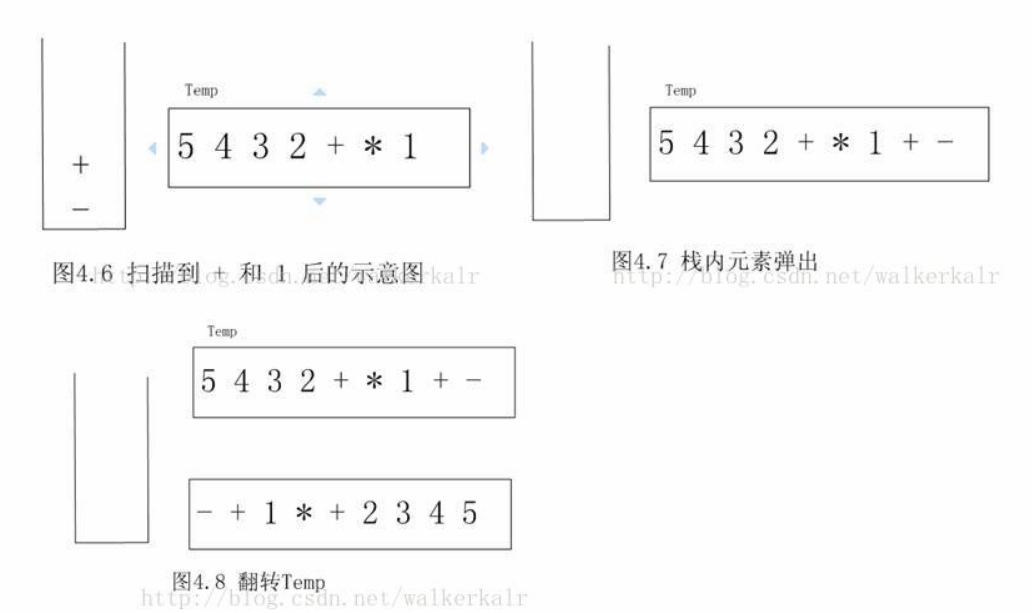 Temp
5 4 3 2 + * 1
+
-
图4.6 扫描到 + 和 1 后的示意图
http://blog.csdn.net/walkerkalr
Temp
5 4 3 2 + * 1 + -
图4.7 栈内元素弹出
http://blog.csdn.net/walkerkalr
Temp
5 4 3 2 + * 1 + -
- + 1 * + 2 3 4 5
图4.8 翻转Temp
http://blog.csdn.net/walkerkalr